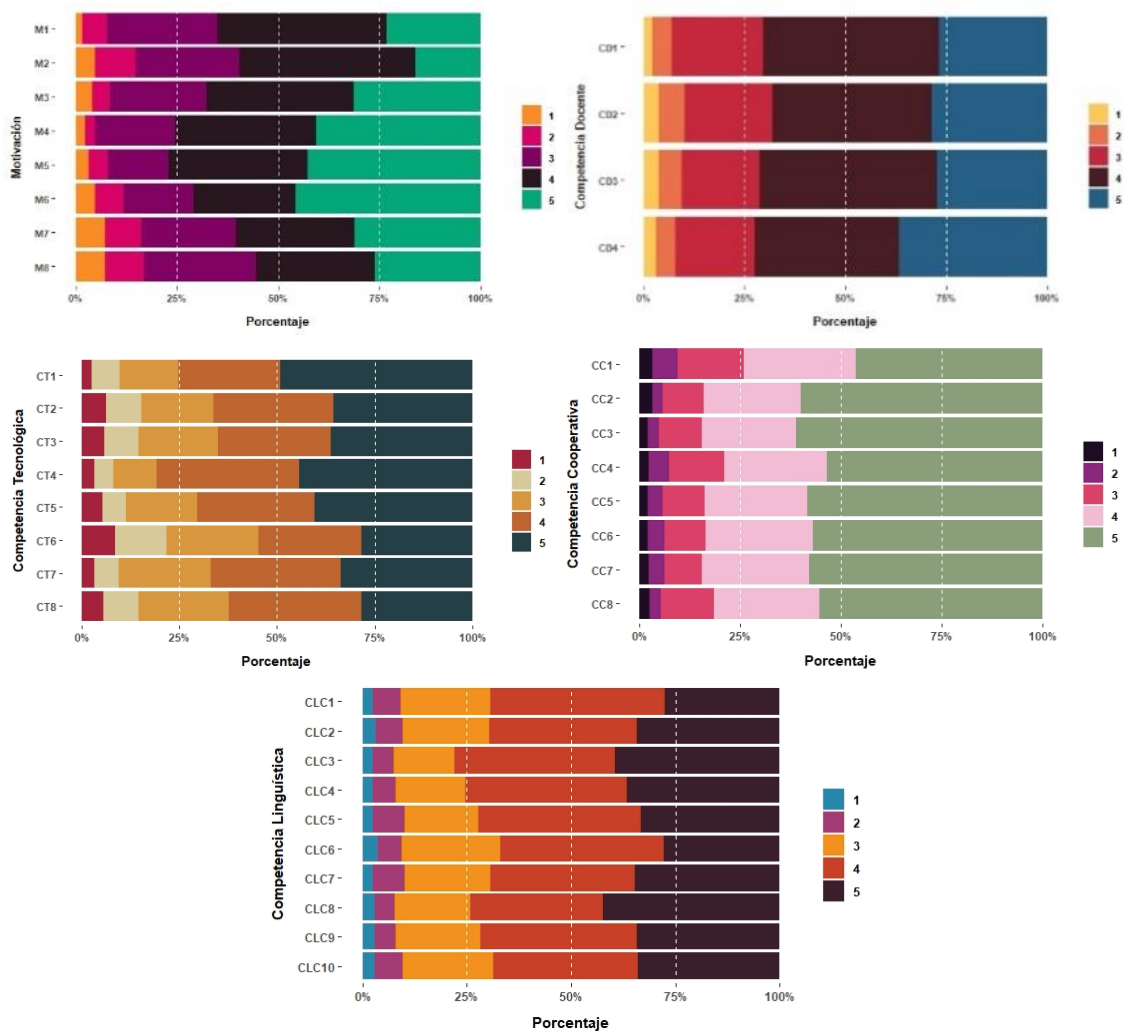 Motivación
M1
M2
M3
M4
M5
M6
M7
M8
0% 25% 50% 75% 100%
Porcentaje
1
2
3
4
5
Competencia Docente
CD1
CD2
CD3
CD4
0% 25% 50% 75% 100%
Porcentaje
1
2
3
4
5
Competencia Tecnológica
CT1
CT2
CT3
CT4
CT5
CT6
CT7
CT8
0% 25% 50% 75% 100%
Porcentaje
1
2
3
4
5
Competencia Cooperativa
CC1
CC2
CC3
CC4
CC5
CC6
CC7
CC8
0% 25% 50% 75% 100%
Porcentaje
1
2
3
4
5
Competencia Linguística
CLC1
CLC2
CLC3
CLC4
CLC5
CLC6
CLC7
CLC8
CLC9
CLC10
0% 25% 50% 75% 100%
Porcentaje
1
2
3
4
5